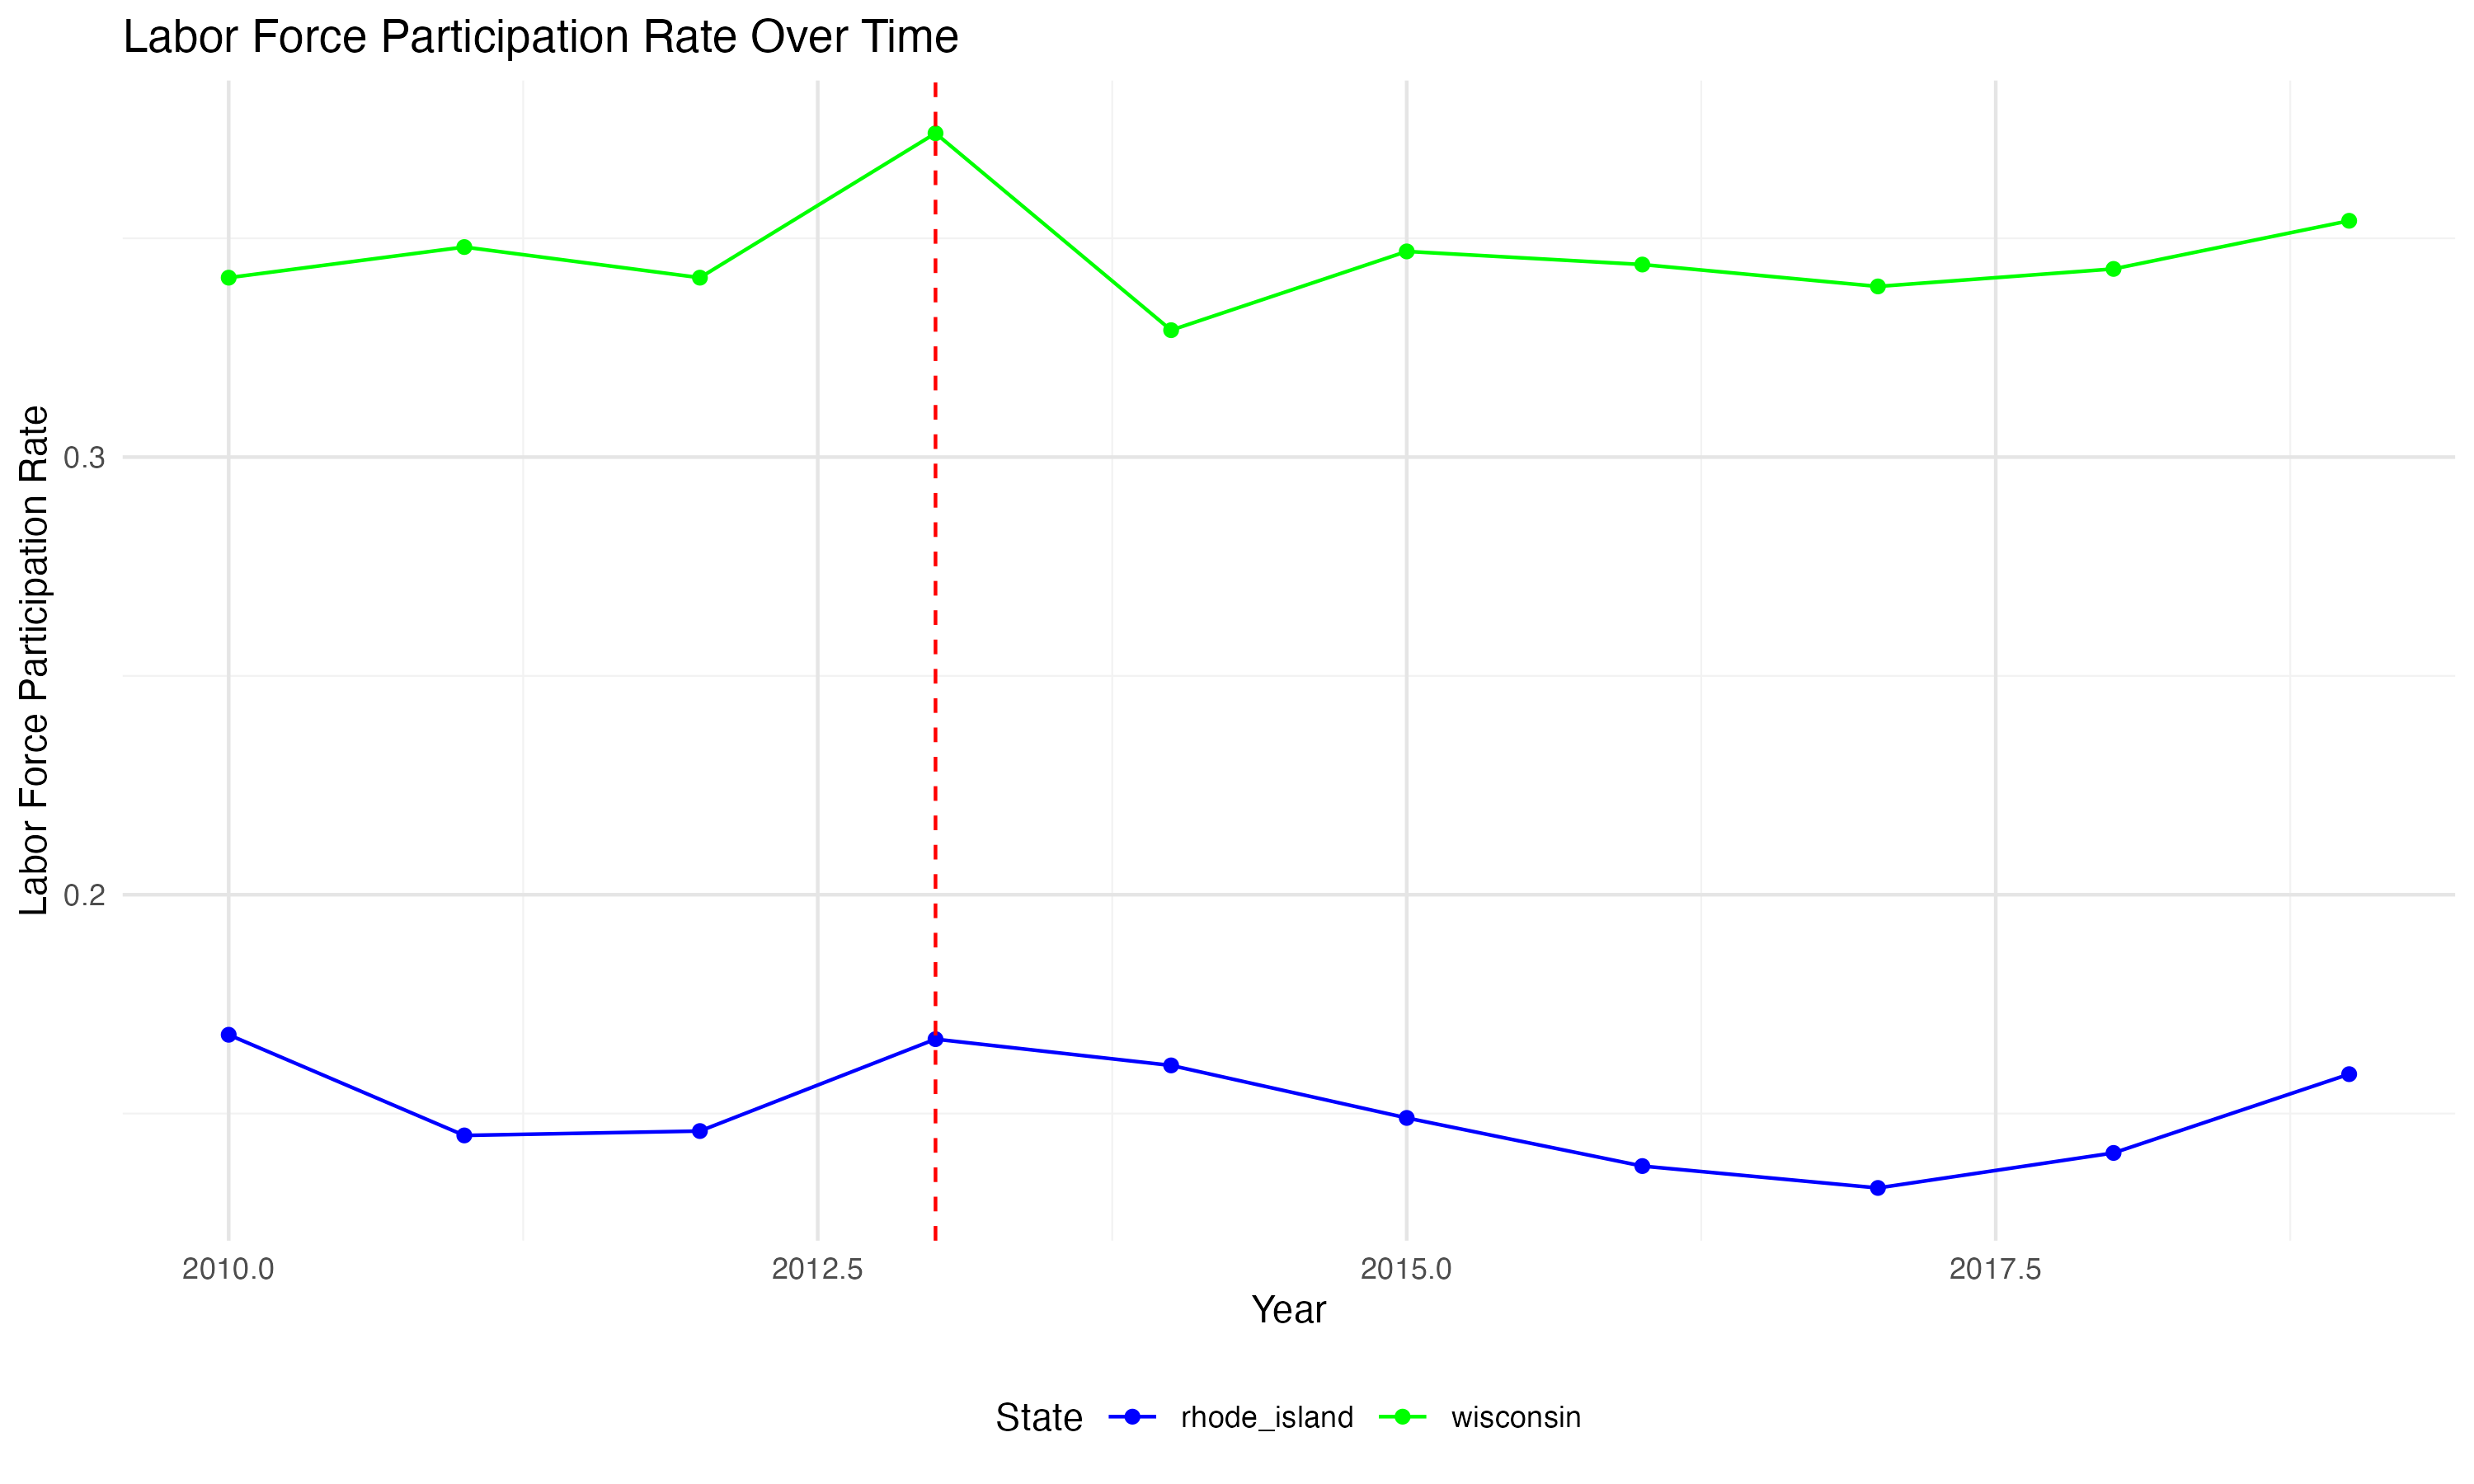 Labor Force Participation Rate Over Time
Labor Force Participation Rate
0.3
0.2
2010.0 2012.5 2015.0 2017.5
Year
State rhode_island wisconsin